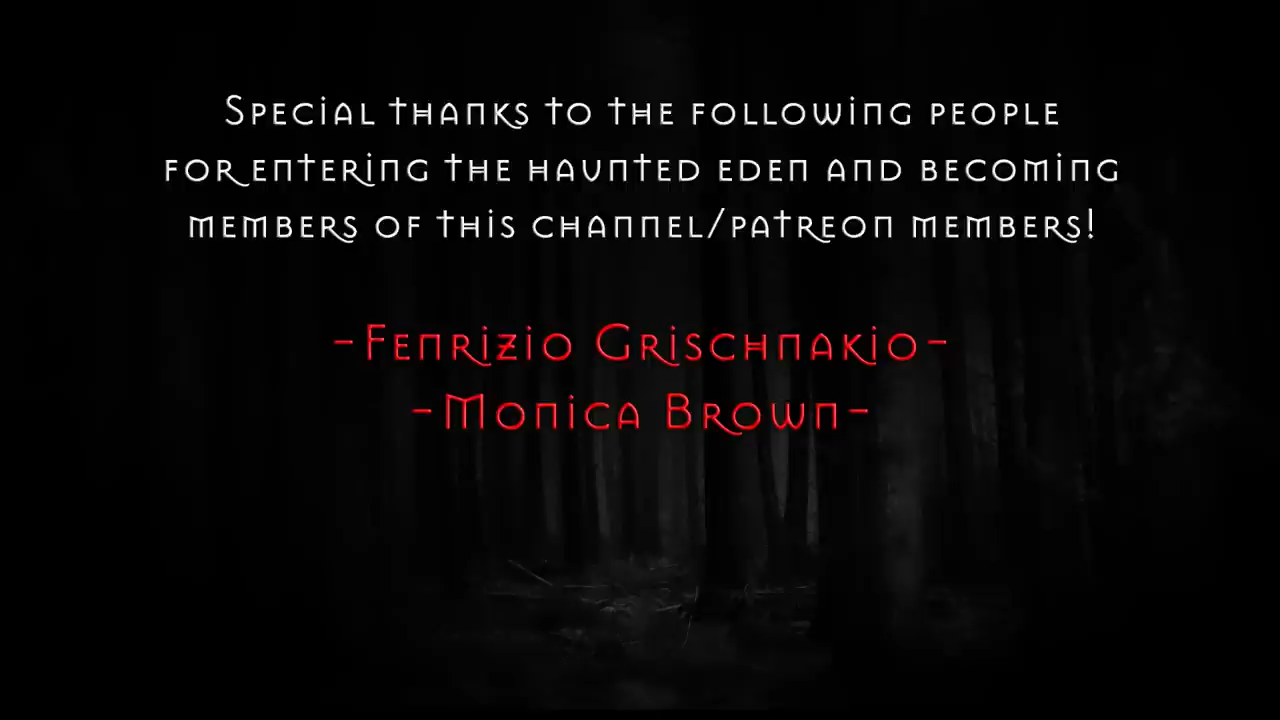 Special thanks to the following people
for entering the haunted eden and becoming
members of this channel/patreon members!
-Fenrizio Grischnakio-
-Monica Brown-